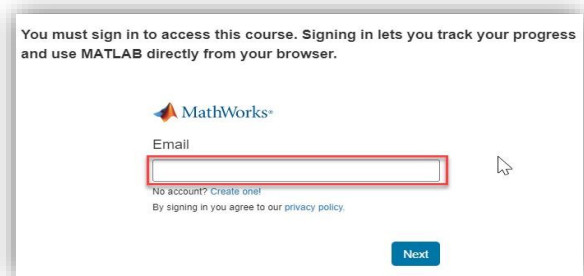 You must sign in to access this course. Signing in lets you track your progress
and use MATLAB directly from your browser.
MathWorks®
Email
No account? Create one!
By signing in you agree to our privacy policy.
Next